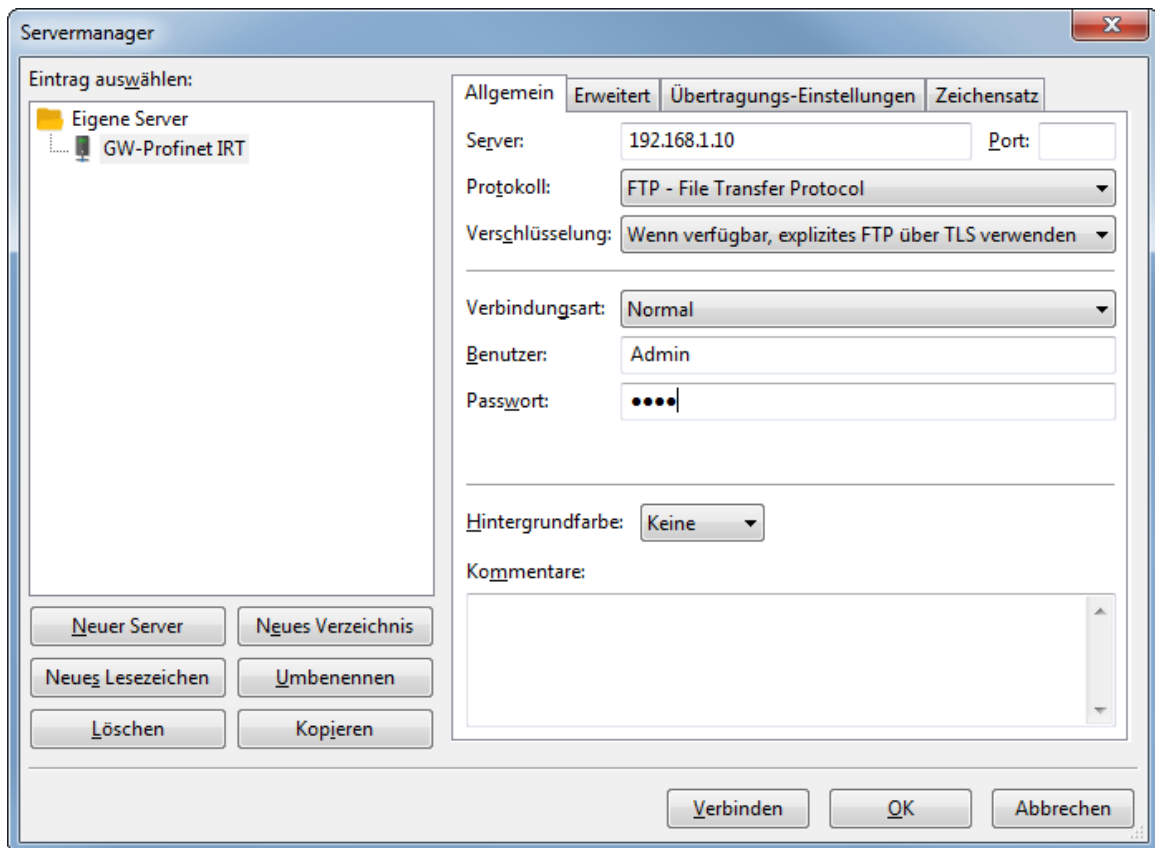 Servermanager
Eintrag auswählen:
Eigene Server
GW-Profinet IRT
Neuer Server
Neues Verzeichnis
Neues Lesezeichen
Umbenennen
Löschen
Kopieren
Allgemein
Erweitert
Übertragungs-Einstellungen
Zeichensatz
Server: 192.168.1.10 Port:
Protokoll: FTP - File Transfer Protocol
Verschlüsselung: Wenn verfügbar, explizites FTP über TLS verwenden
Verbindungsart: Normal
Benutzer: Admin
Passwort: ●●●●
Hintergrundfarbe: Keine
Kommentare:
Verbinden
OK
Abbrechen